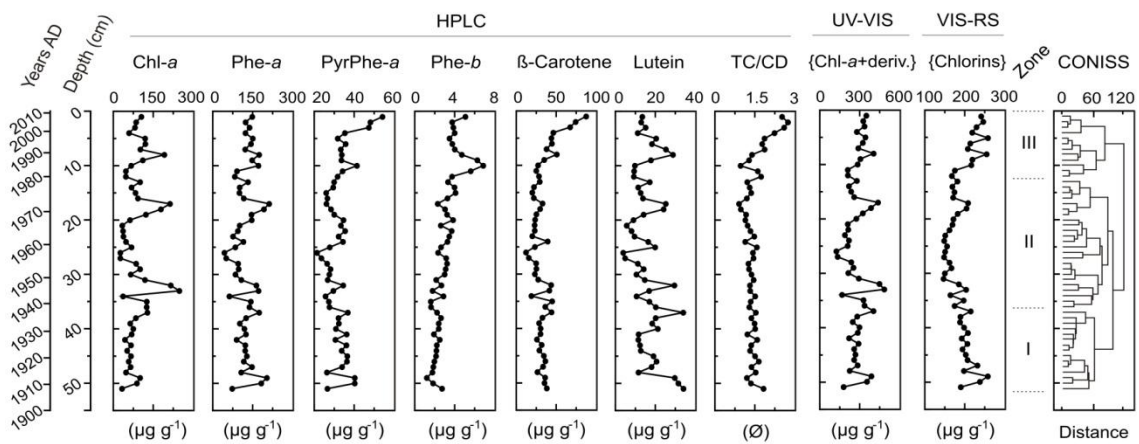 HPLC UV-VIS VIS-RS
Years AD Depth (cm) Chl-a Phe-a PyrPhe-a Phe-b ß-Carotene Lutein TC/CD {Chl-a+deriv.} {Chlorins} Zone CONISS
0 150 300 0 150 300 20 40 60 0 4 8 0 50 100 0 20 40 0 1.5 3 0 300 600 100 200 300 0 60 120
2010 0
2000
1990 10
1980
1970 20
1960
1950 30
1940
1930 40
1920
1910 50
1900
III
II
I
(µg g⁻¹) (µg g⁻¹) (µg g⁻¹) (µg g⁻¹) (µg g⁻¹) (µg g⁻¹) (Ø) (µg g⁻¹) (µg g⁻¹) Distance